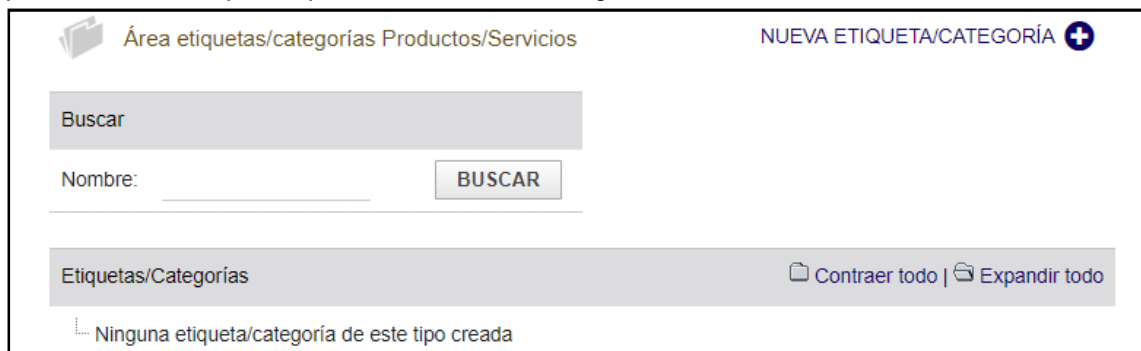 Área etiquetas/categorías Productos/Servicios
NUEVA ETIQUETA/CATEGORÍA
Buscar
Nombre:
BUSCAR
Etiquetas/Categorías
Contraer todo | Expandir todo
Ninguna etiqueta/categoría de este tipo creada